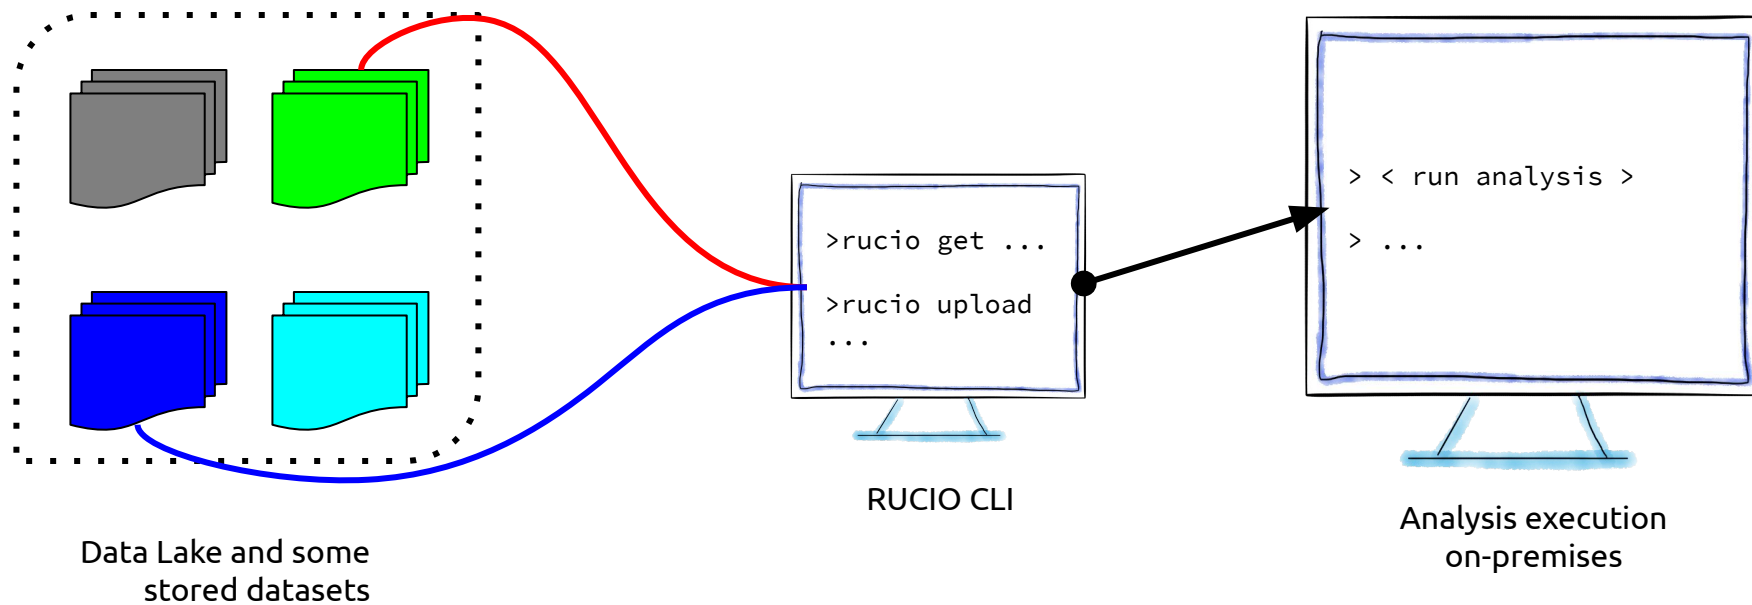 >rucio get ...
>rucio upload
...
> < run analysis >
> ...
RUCIO CLI
Analysis execution
on-premises
Data Lake and some
stored datasets